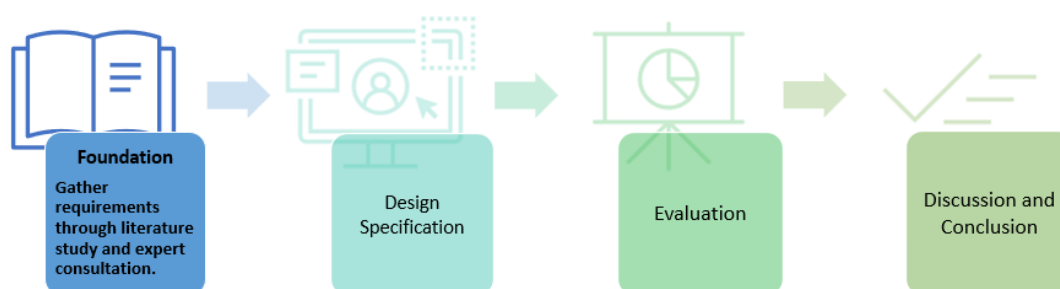 Foundation
Gather
requirements
through literature
study and expert
consultation.
Design
Specification
Evaluation
Discussion and
Conclusion